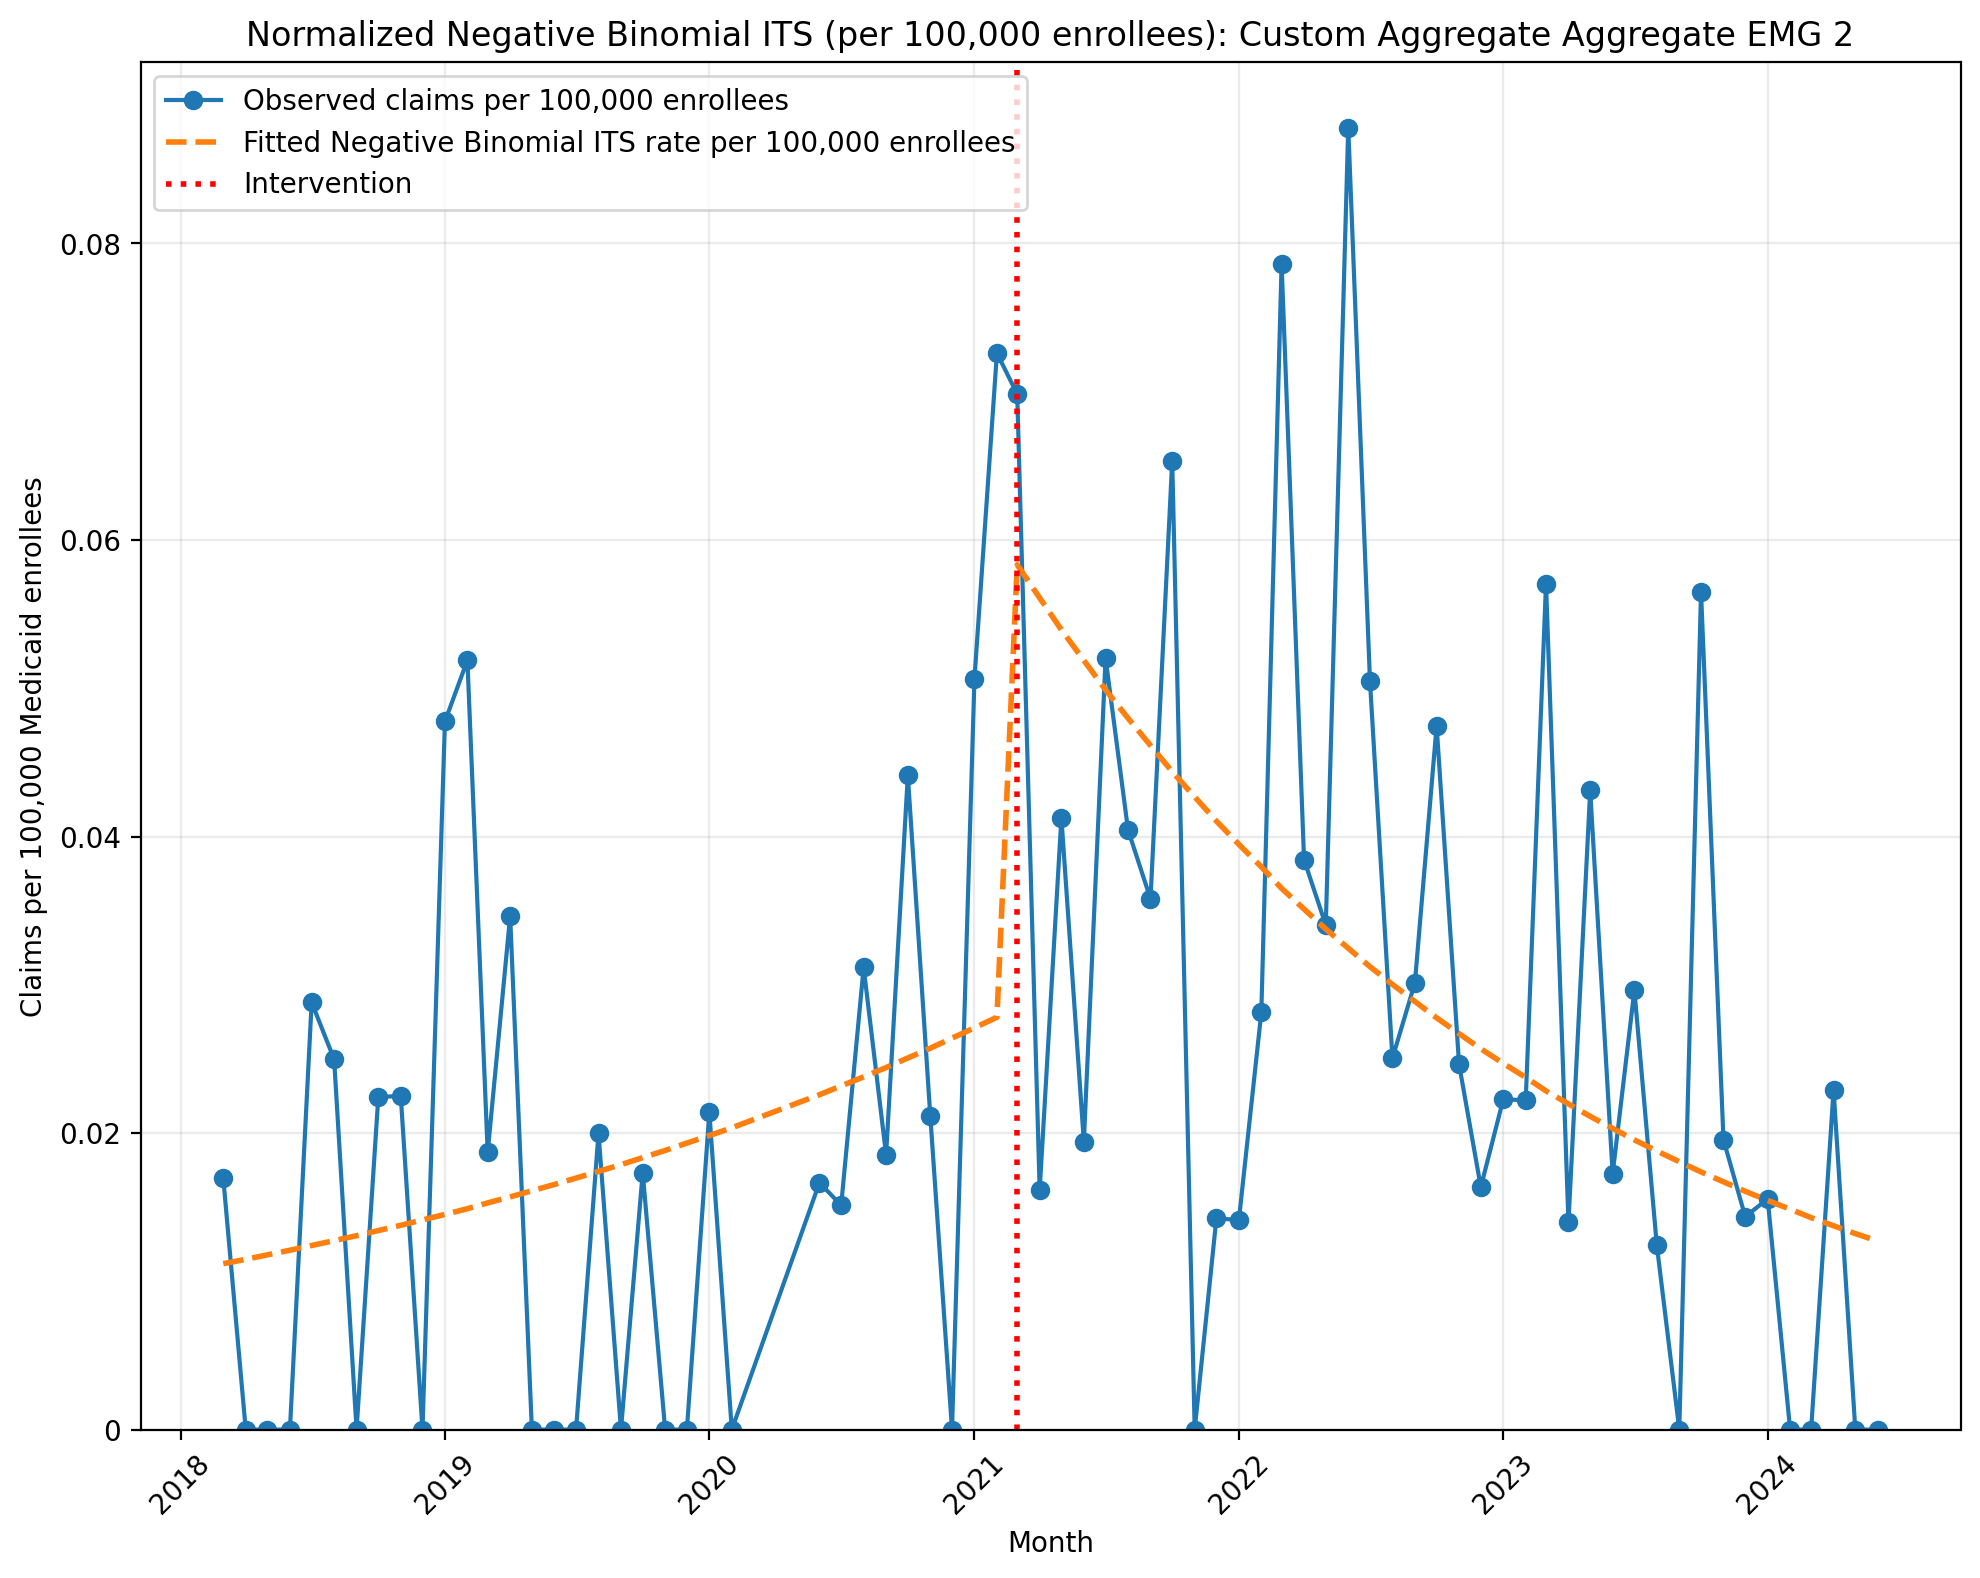 Normalized Negative Binomial ITS (per 100,000 enrollees): Custom Aggregate Aggregate EMG 2
Observed claims per 100,000 enrollees
Fitted Negative Binomial ITS rate per 100,000 enrollees
Intervention
Claims per 100,000 Medicaid enrollees
0.08
0.06
0.04
0.02
0
2018
2019
2020
2021
2022
2023
2024
Month